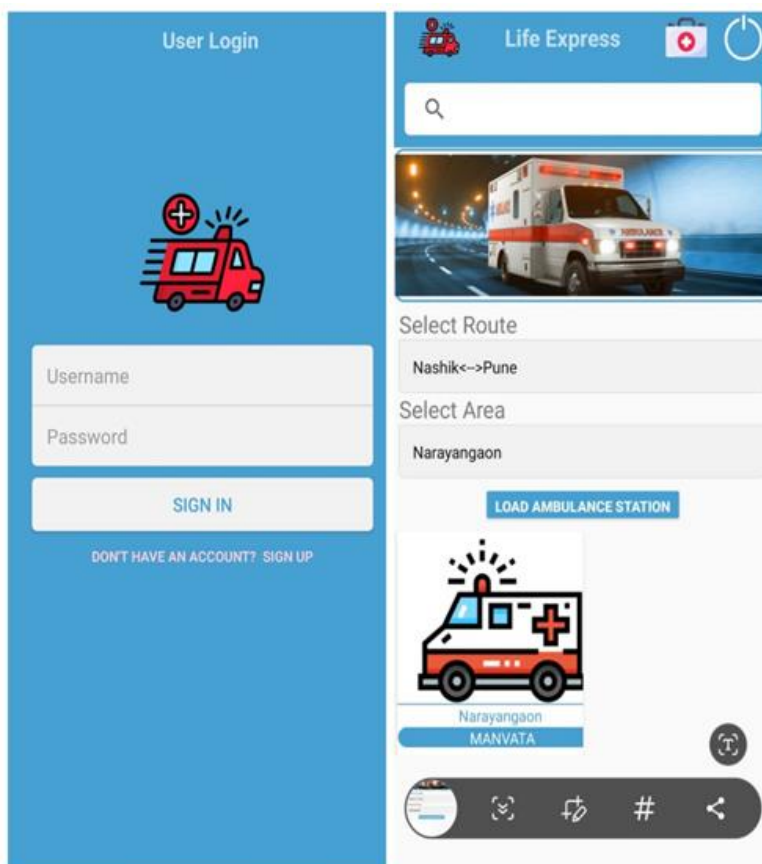 User Login
Username
Password
SIGN IN
DON'T HAVE AN ACCOUNT? SIGN UP
Life Express
AMBULANCE
Select Route
Nashik<-->Pune
Select Area
Narayangaon
LOAD AMBULANCE STATION
Narayangaon
MANVATA